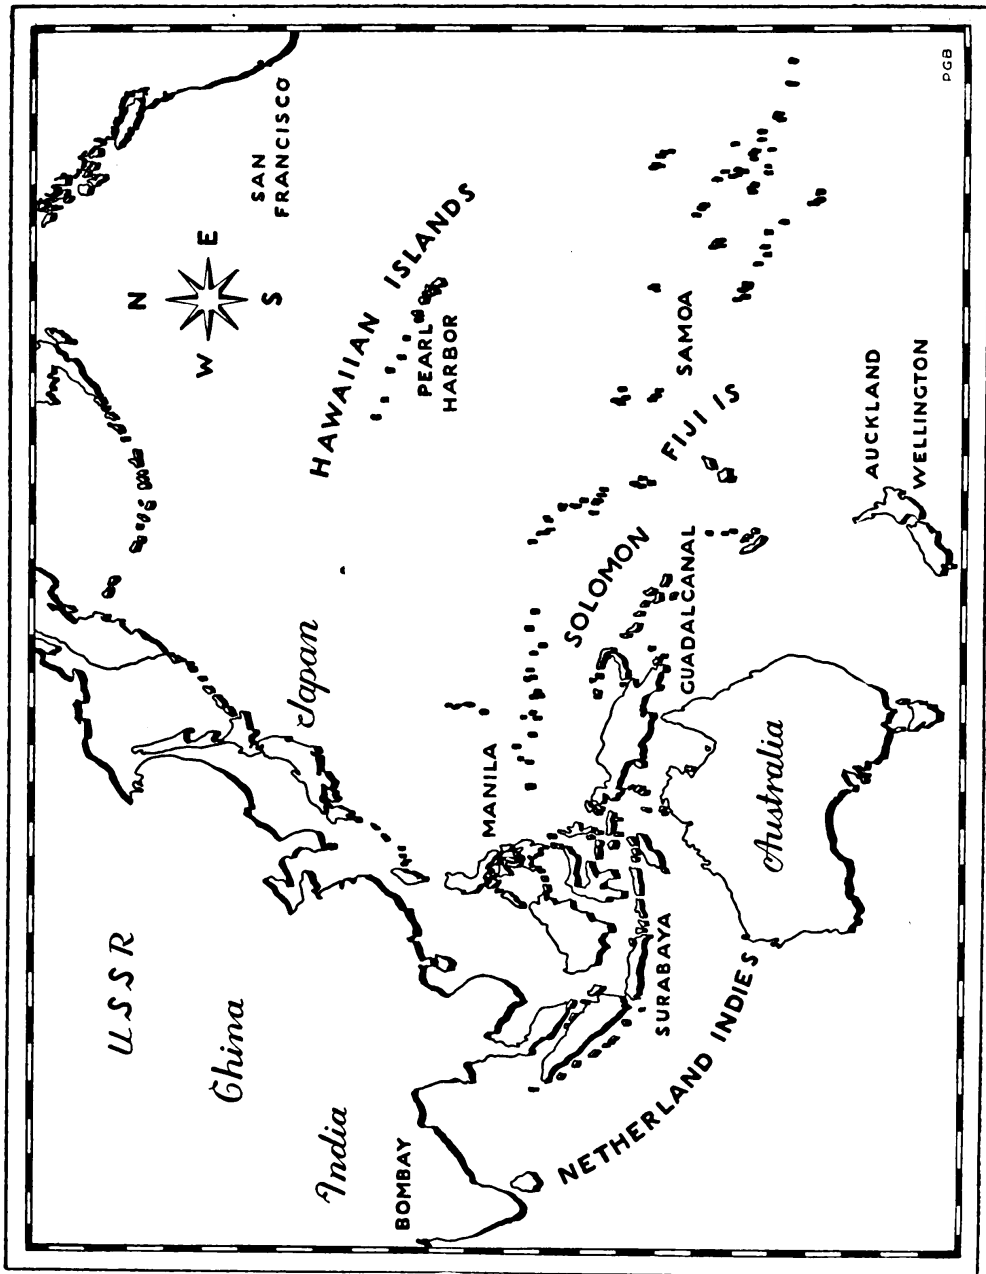 U S S R
China
India
BOMBAY
Japan
MANILA
SURABAYA
NETHERLAND INDIES
Australia
SOLOMON
GUADALCANAL
HAWAIIAN ISLANDS
PEARL
HARBOR
N
W
E
S
SAN
FRANCISCO
SAMOA
FIJI IS
AUCKLAND
WELLINGTON
PGB